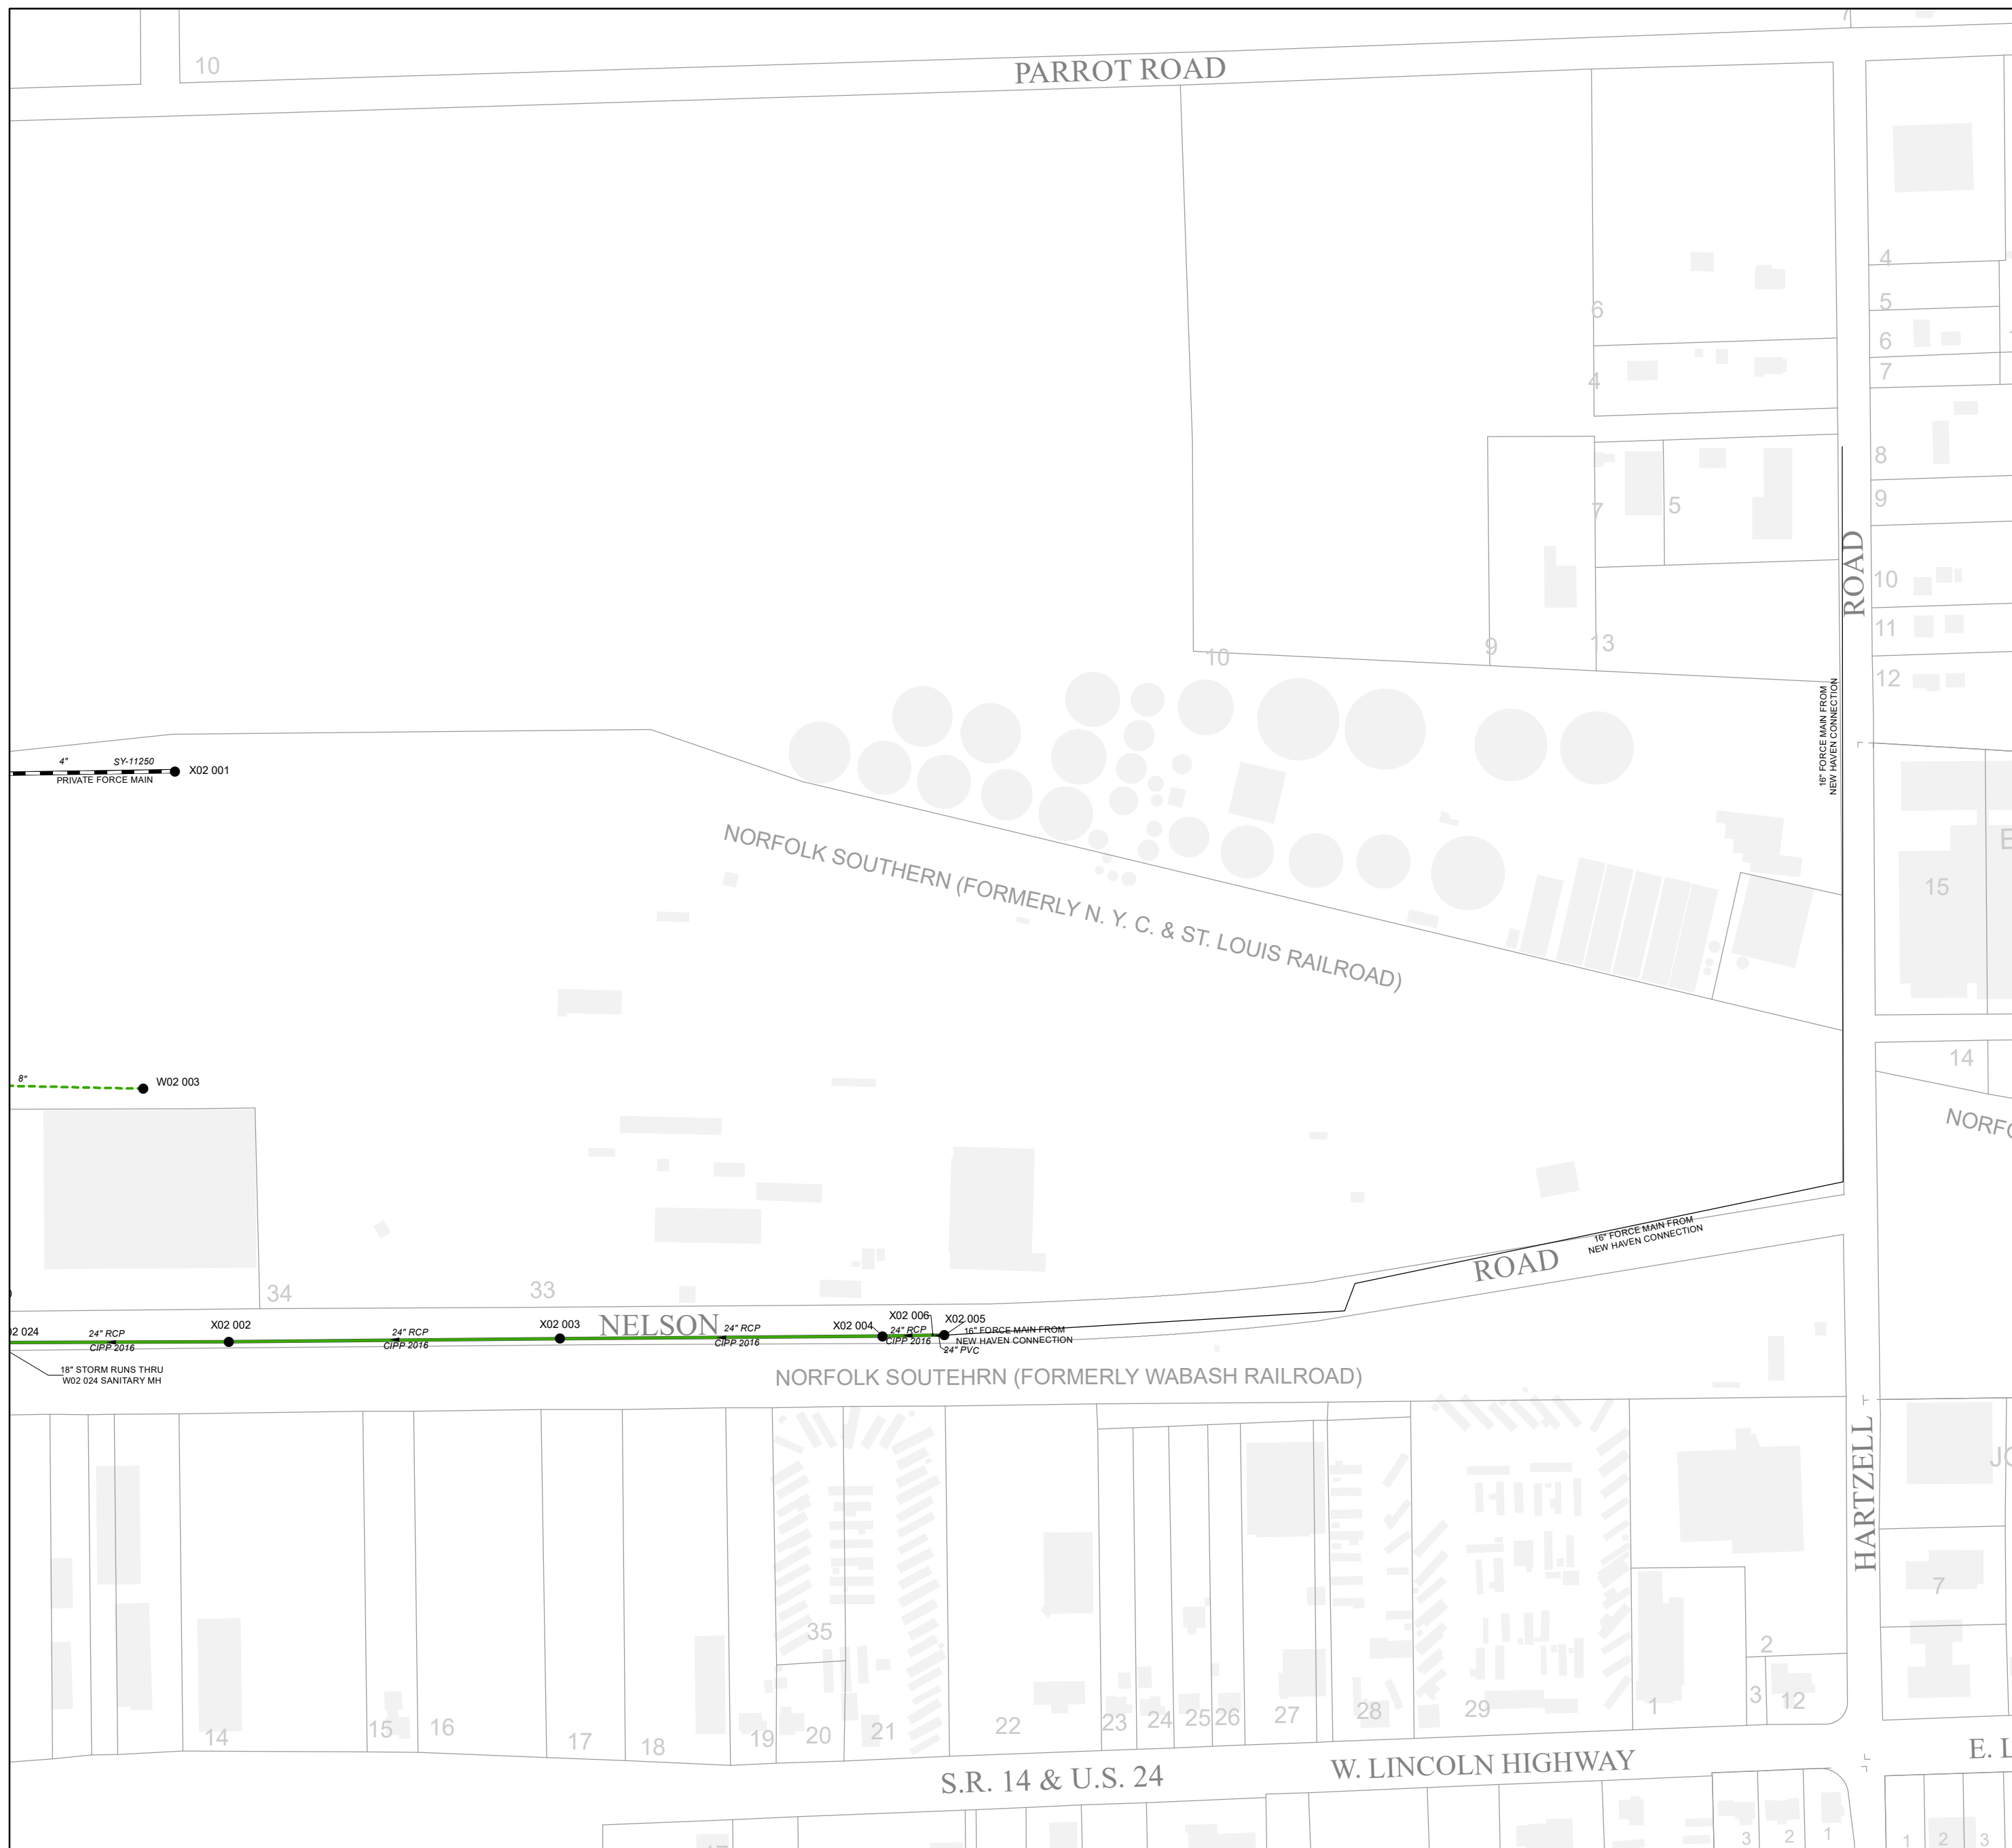 10
PARROT ROAD
4
6
5
6
4
7
8
7
5
9
ROAD
10
11
10
9
13
12
16" FORCE MAIN FROM
NEW HAVEN CONNECTION
4"
SY-11250
X02 001
PRIVATE FORCE MAIN
NORFOLK SOUTHERN (FORMERLY N. Y. C. & ST. LOUIS RAILROAD)
15
14
8"
W02 003
16" FORCE MAIN FROM
NEW HAVEN CONNECTION
ROAD
34
33
NELSON
02 024
24" RCP
CIPP 2016
X02 002
24" RCP
CIPP 2016
X02 003
24" RCP
CIPP 2016
X02 004
X02 006
24" RCP
CIPP 2016
X02 005
16" FORCE MAIN FROM
NEW HAVEN CONNECTION
24" PVC
18" STORM RUNS THRU
W02 024 SANITARY MH
NORFOLK SOUTEHRN (FORMERLY WABASH RAILROAD)
HARTZELL
7
35
2
14
15
16
17
18
19
20
21
22
23
24
25
26
27
28
29
1
3
12
S.R. 14 & U.S. 24
W. LINCOLN HIGHWAY
3
2
1
1
2
3